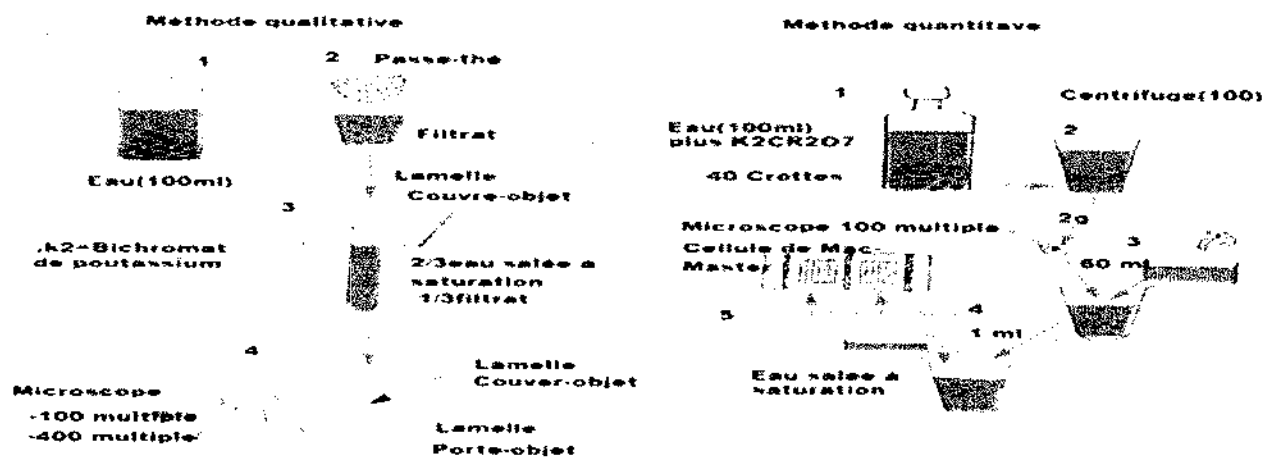 Methode qualitative
1
2 Passe-the
Filtrat
Eau(100ml)
Lamelle
Couvre-objet
3
.k2=Bichromat
de poutassium
2/3eau salée à
saturation
1/3filtrat
4
Microscope
-100 multiple
-400 multiple
Lamelle
Couver-objet
Lamelle
Porte-objet
Methode quantitave
1
Eau(100ml)
plus K2CR2O7
40 Crottes
Centrifuge(100)
2
2g
Microscope 100 multiple
Cellule de Mac-
Master
3
60 ml
5
4
1 ml
Eau salée à
saturation